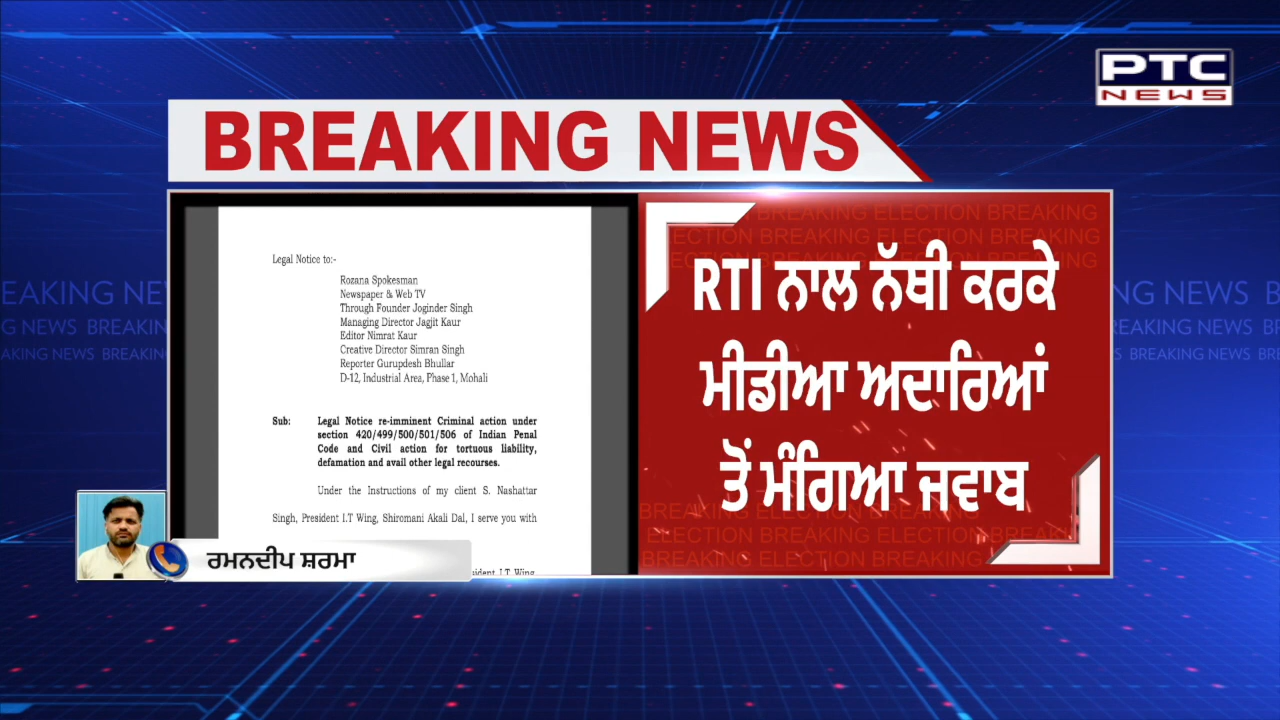 PTC
NEWS
BREAKING NEWS
Legal Notice to:-
Rozana Spokesman
Newspaper & Web TV
Through Founder Joginder Singh
Managing Director Jagjit Kaur
Editor Nimrat Kaur
Creative Director Simran Singh
Reporter Gurupdesh Bhullar
D-12, Industrial Area, Phase 1, Mohali
Sub: Legal Notice re-imminent Criminal action under
section 420/499/500/501/506 of Indian Penal
Code and Civil action for tortuous liability,
defamation and avail other legal recourses.
Under the Instructions of my client S. Nashattar
Singh, President I.T Wing, Shiromani Akali Dal, I serve you with
RTI ਨਾਲ ਨੱਥੀ ਕਰਕੇ
ਮੀਡੀਆ ਅਦਾਰਿਆਂ
ਤੋਂ ਮੰਗਿਆ ਜਵਾਬ
ਰਮਨਦੀਪ ਸ਼ਰਮਾ